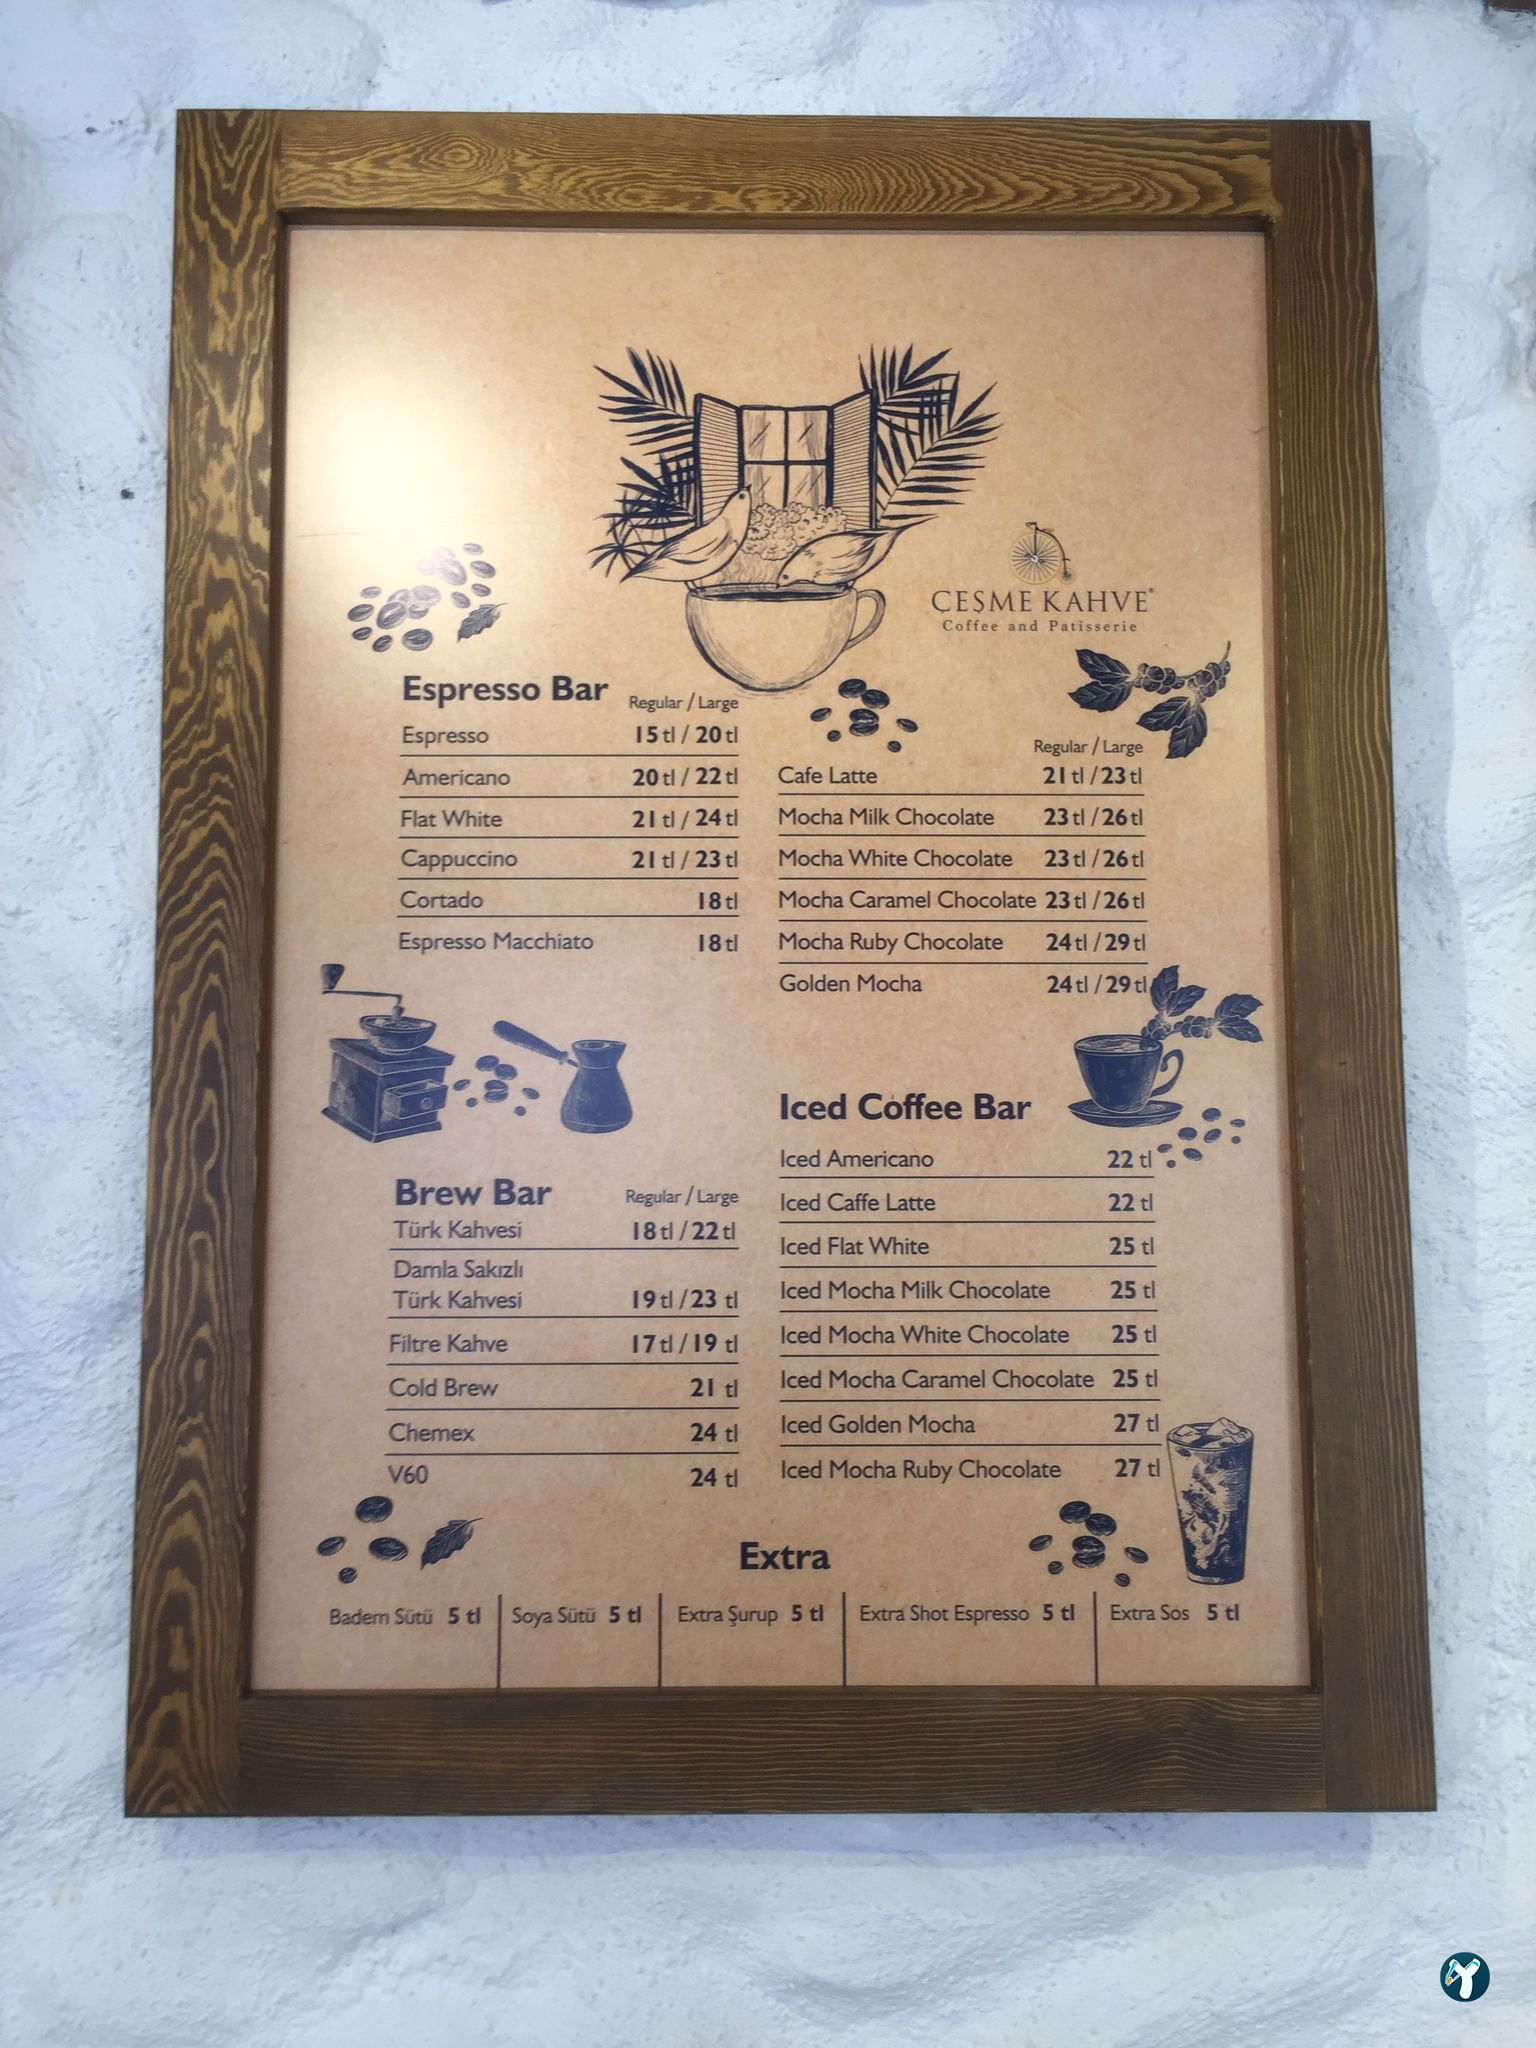 CEŞME KAHVE®
Coffee and Patisserie
Espresso Bar Regular / Large
Espresso 15 tl / 20 tl
Americano 20 tl / 22 tl
Flat White 21 tl / 24 tl
Cappuccino 21 tl / 23 tl
Cortado 18 tl
Espresso Macchiato 18 tl
Regular / Large
Cafe Latte 21 tl / 23 tl
Mocha Milk Chocolate 23 tl / 26 tl
Mocha White Chocolate 23 tl / 26 tl
Mocha Caramel Chocolate 23 tl / 26 tl
Mocha Ruby Chocolate 24 tl / 29 tl
Golden Mocha 24 tl / 29 tl
Brew Bar Regular / Large
Türk Kahvesi 18 tl / 22 tl
Damla Sakızlı
Türk Kahvesi 19 tl / 23 tl
Filtre Kahve 17 tl / 19 tl
Cold Brew 21 tl
Chemex 24 tl
V60 24 tl
Iced Coffee Bar
Iced Americano 22 tl
Iced Caffe Latte 22 tl
Iced Flat White 25 tl
Iced Mocha Milk Chocolate 25 tl
Iced Mocha White Chocolate 25 tl
Iced Mocha Caramel Chocolate 25 tl
Iced Golden Mocha 27 tl
Iced Mocha Ruby Chocolate 27 tl
Extra
Badem Sütü 5 tl Soya Sütü 5 tl Extra Şurup 5 tl Extra Shot Espresso 5 tl Extra Sos 5 tl